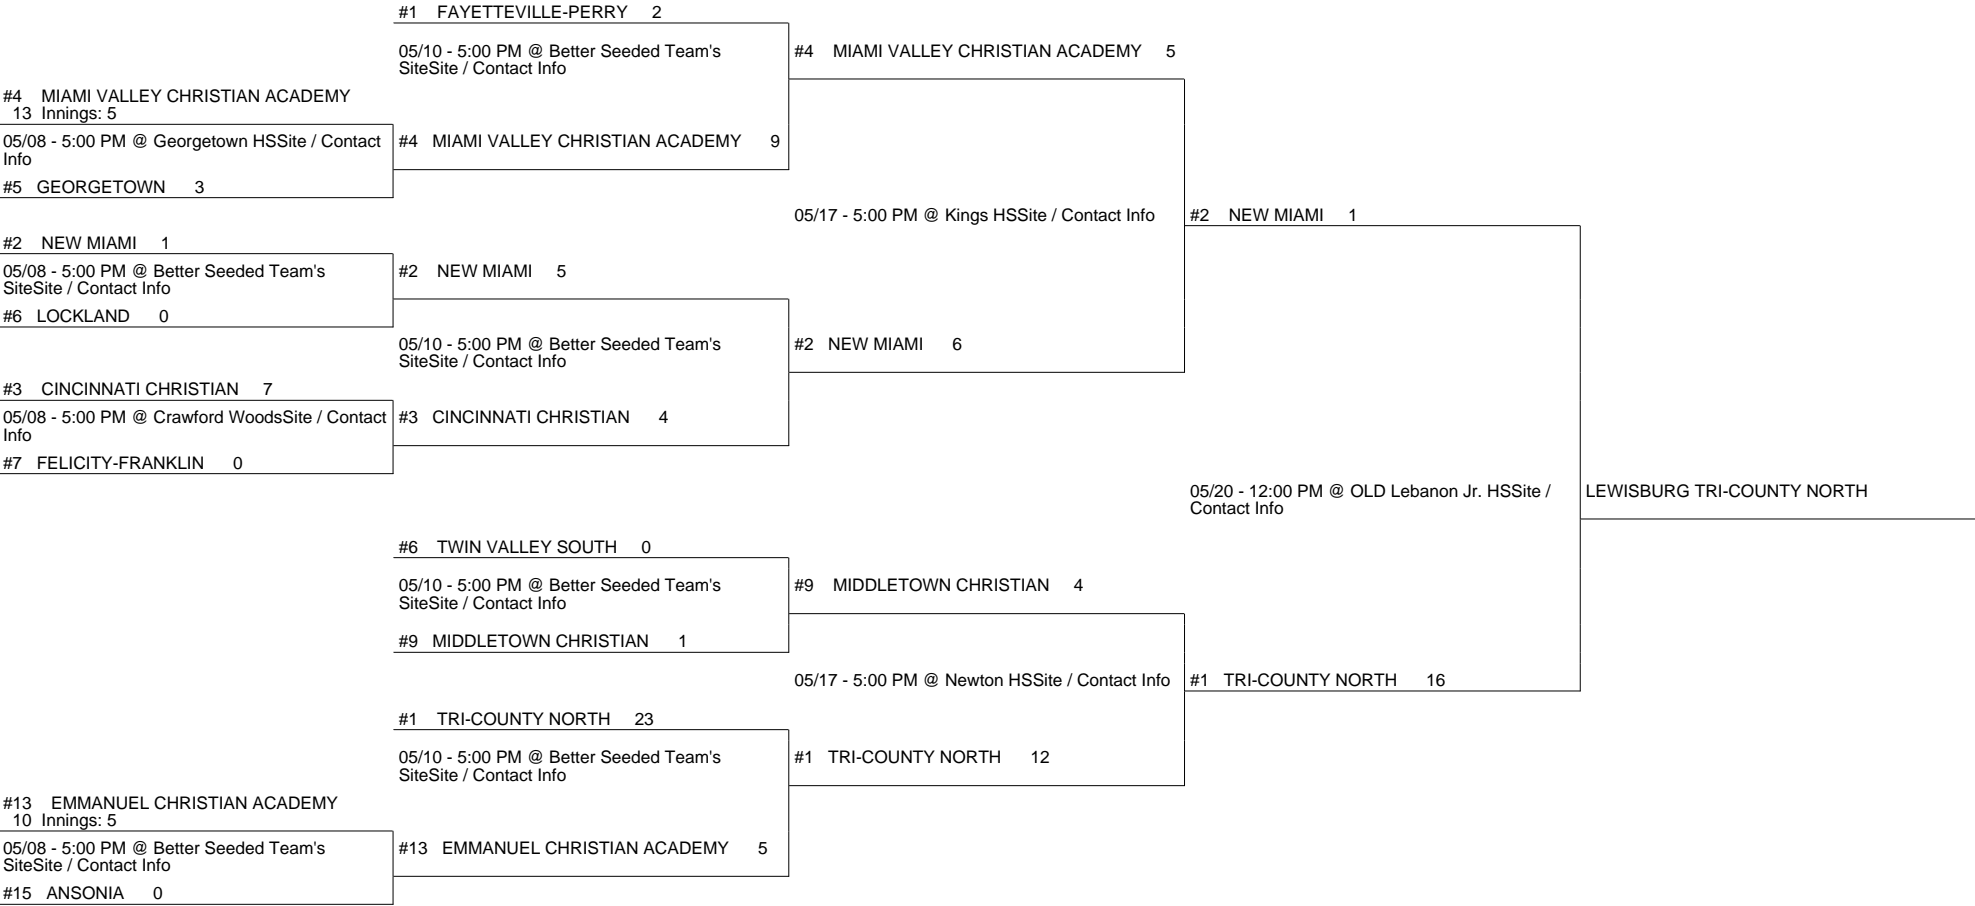 #1 FAYETTEVILLE-PERRY 2
05/10 - 5:00 PM @ Better Seeded Team's
SiteSite / Contact Info
#4 MIAMI VALLEY CHRISTIAN ACADEMY 5
#4 MIAMI VALLEY CHRISTIAN ACADEMY
13 Innings: 5
05/08 - 5:00 PM @ Georgetown HSSite / Contact
Info
#4 MIAMI VALLEY CHRISTIAN ACADEMY 9
#5 GEORGETOWN 3
05/17 - 5:00 PM @ Kings HSSite / Contact Info
#2 NEW MIAMI 1
#2 NEW MIAMI 1
05/08 - 5:00 PM @ Better Seeded Team's
SiteSite / Contact Info
#2 NEW MIAMI 5
#6 LOCKLAND 0
05/10 - 5:00 PM @ Better Seeded Team's
SiteSite / Contact Info
#2 NEW MIAMI 6
#3 CINCINNATI CHRISTIAN 7
05/08 - 5:00 PM @ Crawford WoodsSite / Contact
Info
#3 CINCINNATI CHRISTIAN 4
#7 FELICITY-FRANKLIN 0
05/20 - 12:00 PM @ OLD Lebanon Jr. HSSite /
Contact Info
LEWISBURG TRI-COUNTY NORTH
#6 TWIN VALLEY SOUTH 0
05/10 - 5:00 PM @ Better Seeded Team's
SiteSite / Contact Info
#9 MIDDLETOWN CHRISTIAN 4
#9 MIDDLETOWN CHRISTIAN 1
05/17 - 5:00 PM @ Newton HSSite / Contact Info
#1 TRI-COUNTY NORTH 16
#1 TRI-COUNTY NORTH 23
05/10 - 5:00 PM @ Better Seeded Team's
SiteSite / Contact Info
#1 TRI-COUNTY NORTH 12
#13 EMMANUEL CHRISTIAN ACADEMY
10 Innings: 5
05/08 - 5:00 PM @ Better Seeded Team's
SiteSite / Contact Info
#13 EMMANUEL CHRISTIAN ACADEMY 5
#15 ANSONIA 0